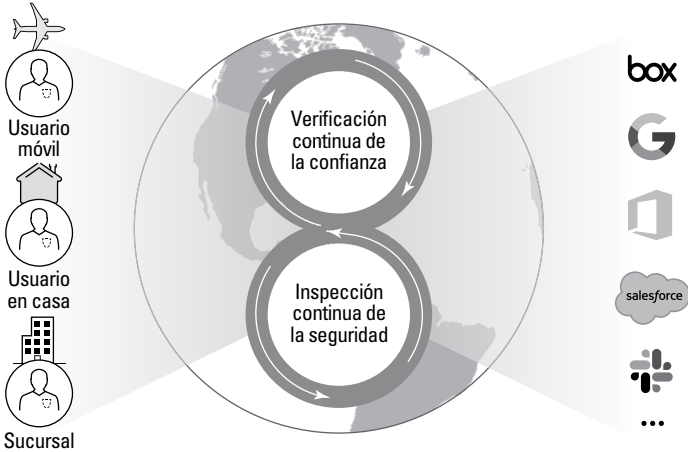 Usuario
móvil
Usuario
en casa
Sucursal
Verificación
continua de
la confianza
Inspección
continua de
la seguridad
box
G
salesforce
...